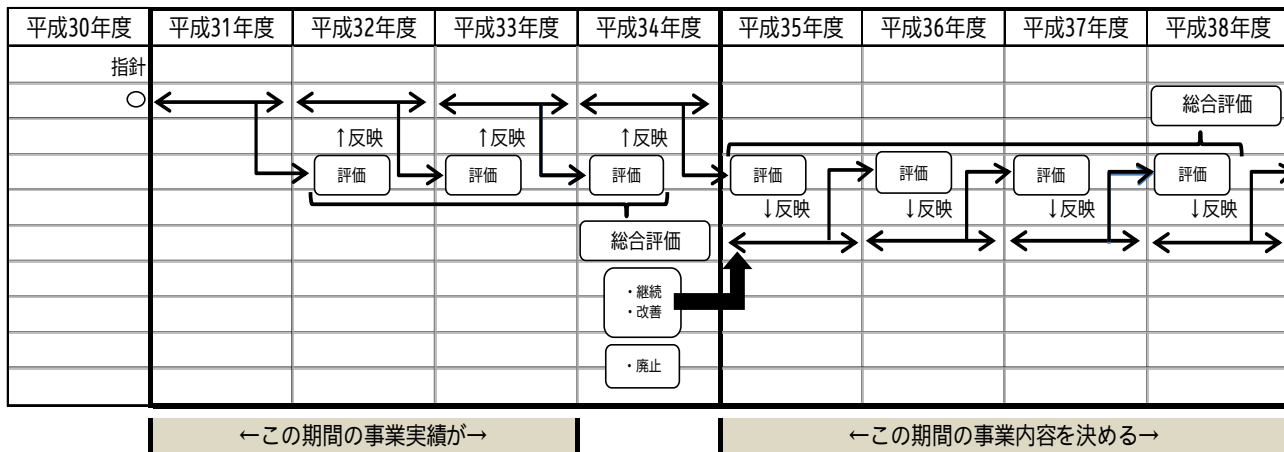 平成30年度 平成31年度 平成32年度 平成33年度 平成34年度 平成35年度 平成36年度 平成37年度 平成38年度
指針
○
総合評価
↑反映 ↑反映 ↑反映
評価 評価 評価 評価 評価 評価 評価
↓反映 ↓反映 ↓反映 ↓反映
総合評価
・継続
・改善
・廃止
←この期間の事業実績が→ ←この期間の事業内容を決める→